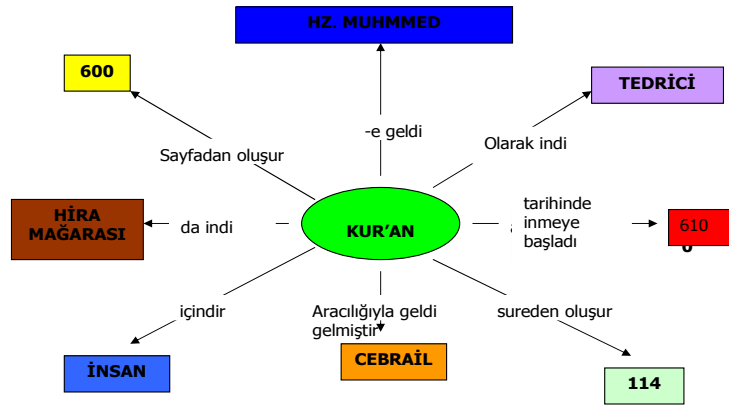 HZ. MUHMMED
600
TEDRİCİ
-e geldi
Olarak indi
Sayfadan oluşur
HİRA
MAĞARASI
da indi
KUR’AN
tarihinde
inmeye
başladı
610
içindir
Aracılığıyla geldi
gelmiştir
sureden oluşur
İNSAN
CEBRAİL
114